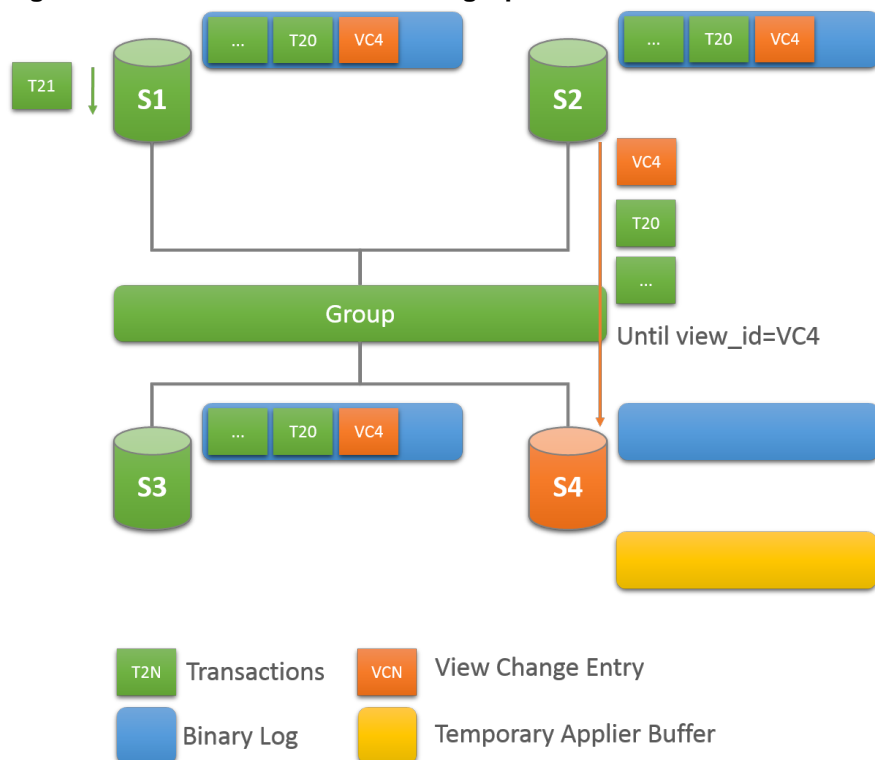 ... T20 VC4
... T20 VC4
T21
S1
S2
VC4
T20
...
Group
Until view_id=VC4
... T20 VC4
S3
S4
T2N Transactions
VCN View Change Entry
Binary Log
Temporary Applier Buffer